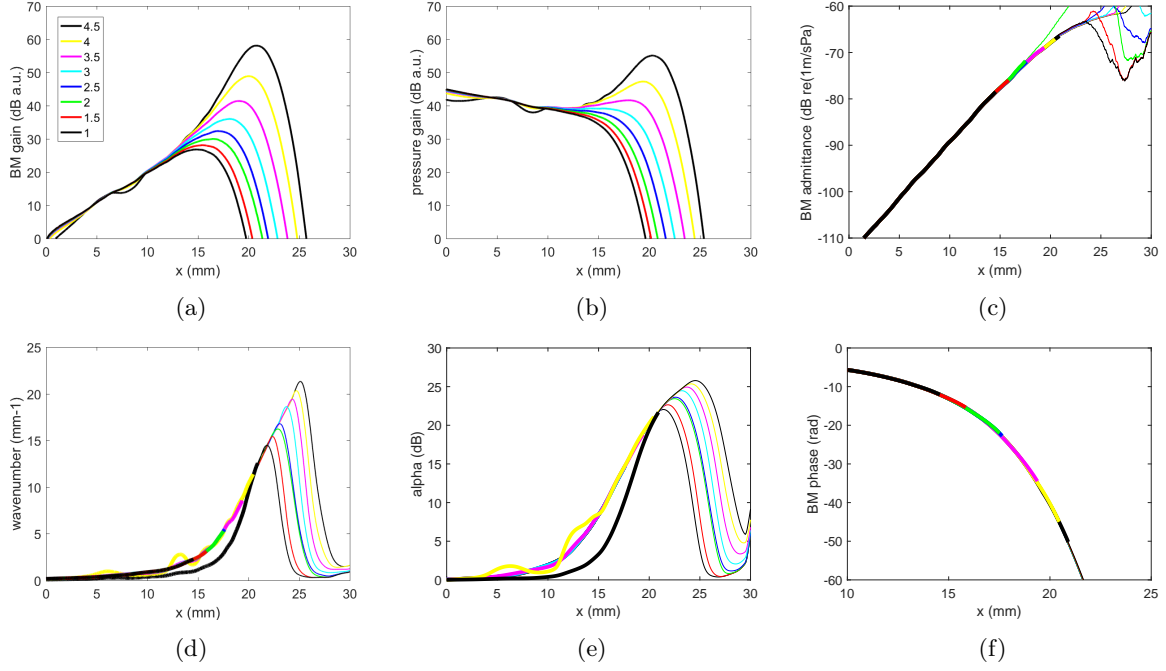 70
60
50
40
30
20
10
0
BM gain (dB a.u.)
4.5
4
3.5
3
2.5
2
1.5
1
0 5 10 15 20 25 30
x (mm)
(a)
70
60
50
40
30
20
10
0
pressure gain (dB a.u.)
0 5 10 15 20 25 30
x (mm)
(b)
-60
-70
-80
-90
-100
-110
BM admittance (dB re(1m/sPa)
0 5 10 15 20 25 30
x (mm)
(c)
25
20
15
10
5
0
wavenumber (mm-1)
0 5 10 15 20 25 30
x (mm)
(d)
30
25
20
15
10
5
0
alpha (dB)
0 5 10 15 20 25 30
x (mm)
(e)
0
-10
-20
-30
-40
-50
-60
BM phase (rad)
10 15 20 25
x (mm)
(f)